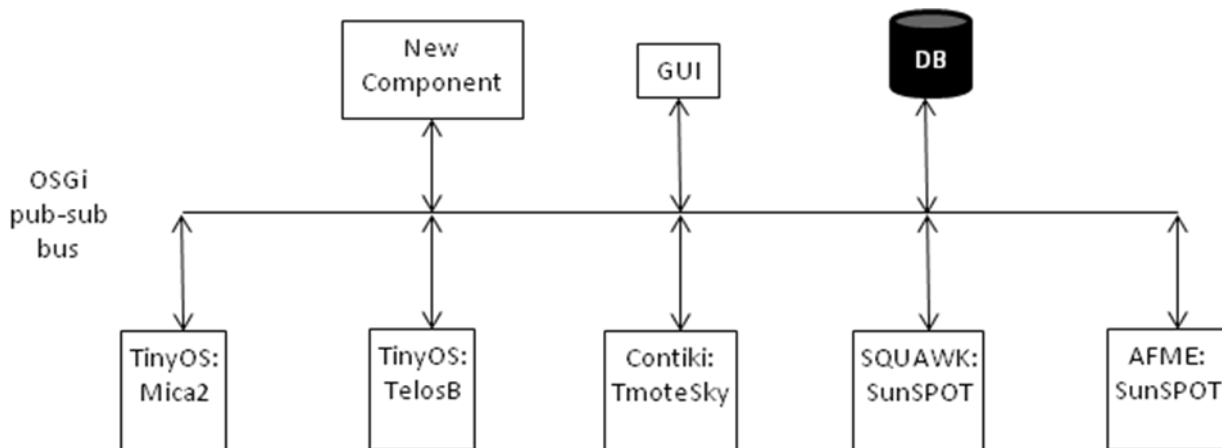 New
Component
GUI
DB
OSGi
pub-sub
bus
TinyOS:
Mica2
TinyOS:
TelosB
Contiki:
TmoteSky
SQUAWK:
SunSPOT
AFME:
SunSPOT